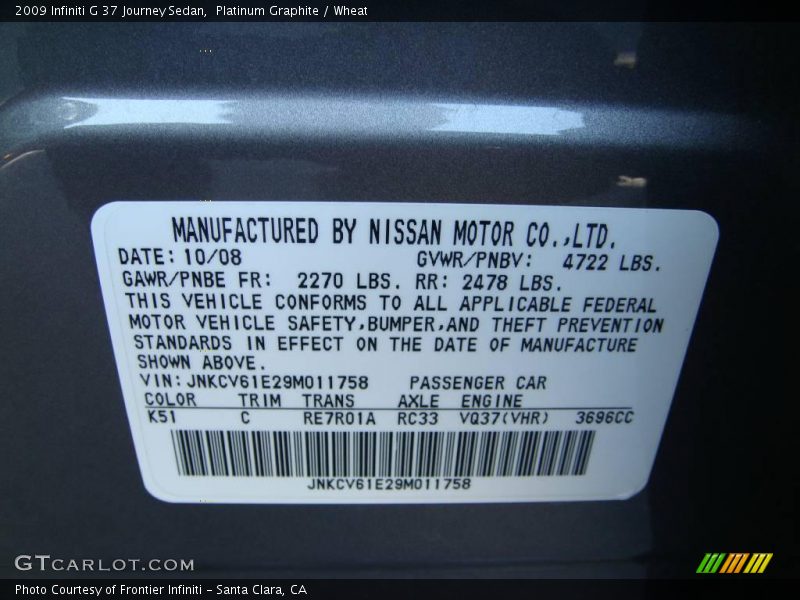 2009 Infiniti G 37 Journey Sedan,  Platinum Graphite / Wheat
MANUFACTURED BY NISSAN MOTOR CO.,LTD.
DATE: 10/08 GVWR/PNBV: 4722 LBS.
GAWR/PNBE FR: 2270 LBS. RR: 2478 LBS.
THIS VEHICLE CONFORMS TO ALL APPLICABLE FEDERAL
MOTOR VEHICLE SAFETY,BUMPER,AND THEFT PREVENTION
STANDARDS IN EFFECT ON THE DATE OF MANUFACTURE
SHOWN ABOVE.
VIN: JNKCV61E29M011758 PASSENGER CAR
COLOR TRIM TRANS AXLE ENGINE
K51 C RE7R01A RC33 VQ37(VHR) 3696CC
JNKCV61E29M011758
GTCARLOT.COM
Photo Courtesy of Frontier Infiniti - Santa Clara, CA